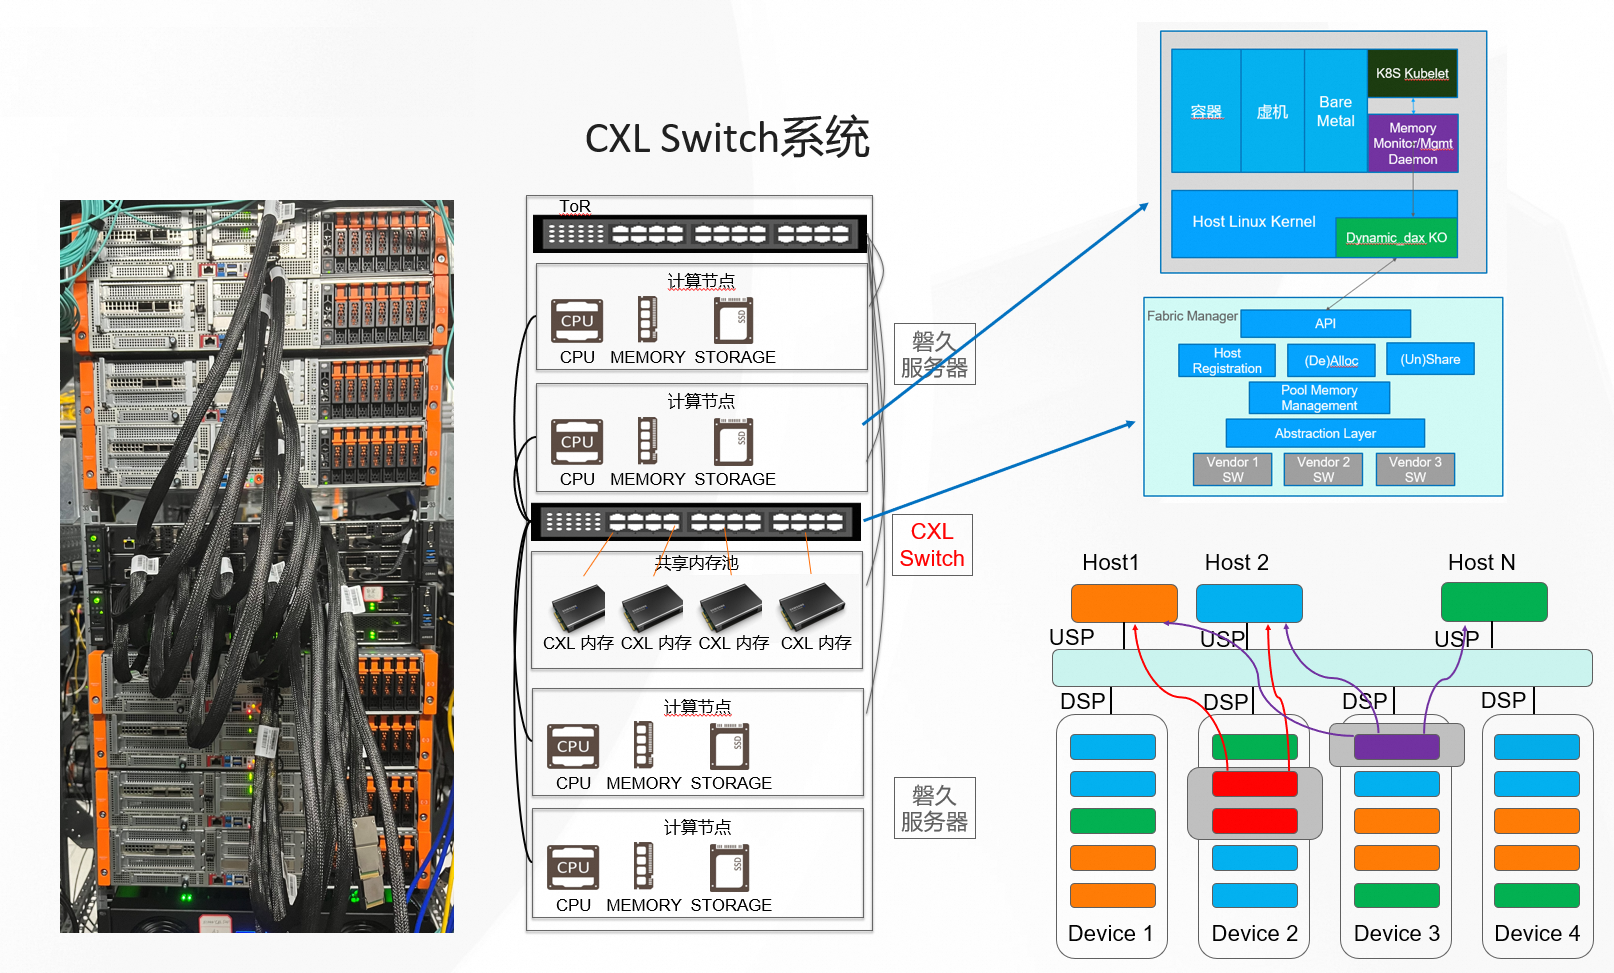 CXL Switch系统
ToR
计算节点
CPU
SSD
CPU MEMORY STORAGE
计算节点
CPU
SSD
CPU MEMORY STORAGE
共享内存池
CXL 内存 CXL 内存 CXL 内存 CXL 内存
计算节点
CPU
SSD
CPU MEMORY STORAGE
计算节点
CPU
SSD
CPU MEMORY STORAGE
磐久
服务器
CXL
Switch
磐久
服务器
容器
虚机
Bare
Metal
K8S Kubelet
Memory
Monitor/Mgmt
Daemon
Host Linux Kernel
Dynamic_dax KO
Fabric Manager
API
Host
Registration
(De)Alloc
(Un)Share
Pool Memory
Management
Abstraction Layer
Vendor 1
SW
Vendor 2
SW
Vendor 3
SW
Host1
Host 2
Host N
USP
USP
USP
DSP
DSP
DSP
DSP
Device 1
Device 2
Device 3
Device 4